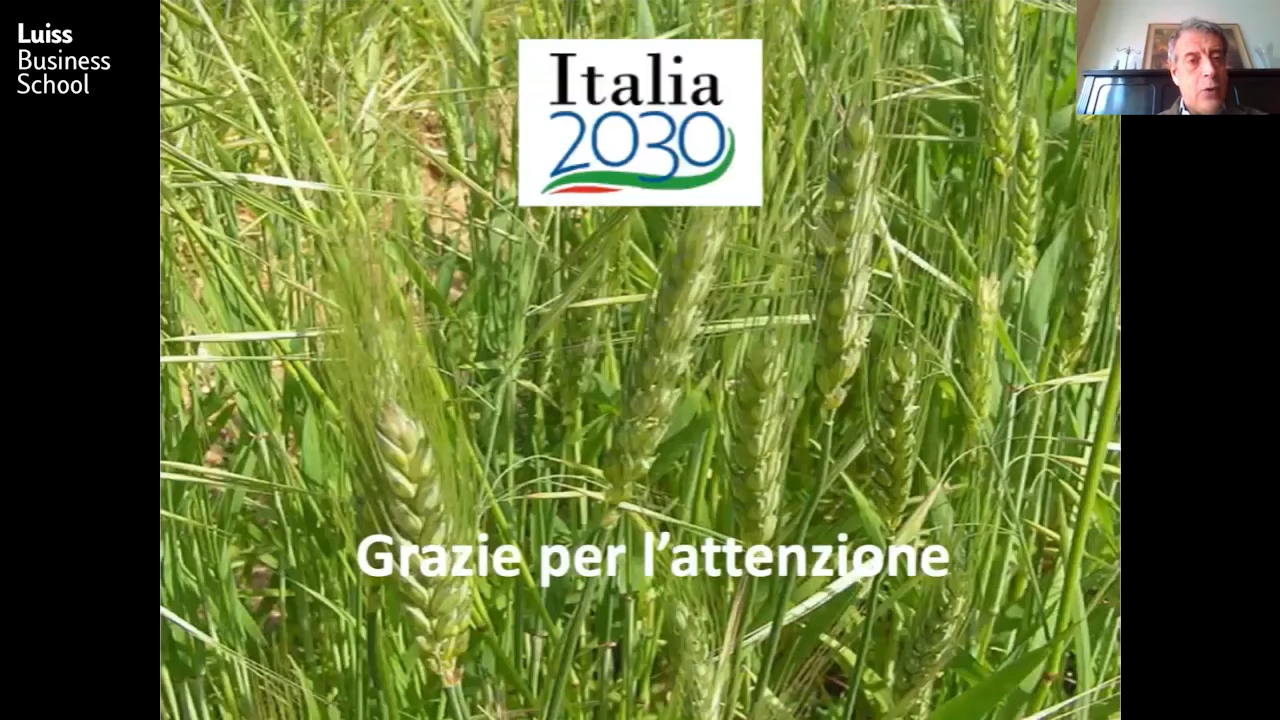 Luiss
Business
School
Italia
2030
Grazie per l’attenzione